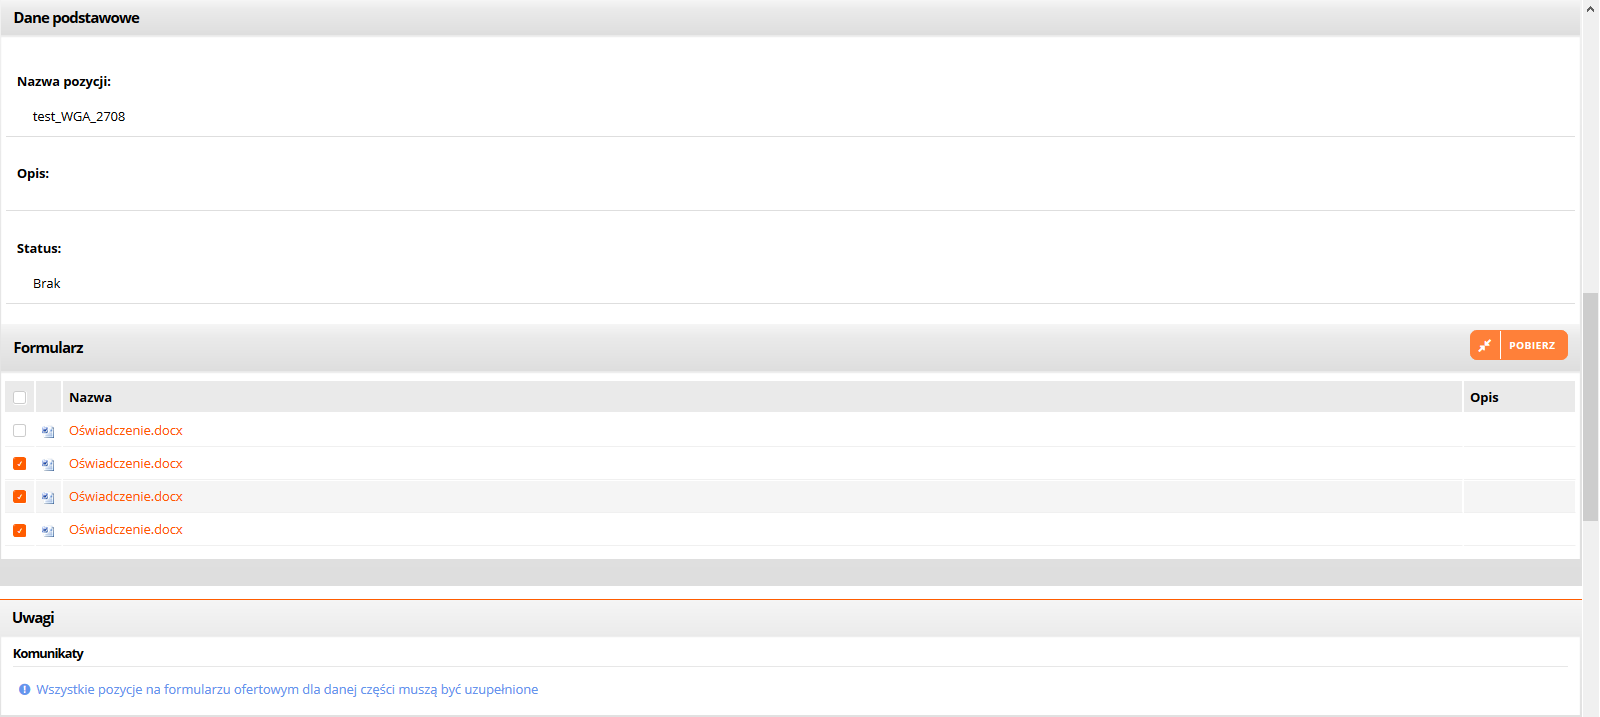 Dane podstawowe
Nazwa pozycji:
test_WGA_2708
Opis:
Status:
Brak
Formularz
POBIERZ
Nazwa Opis
Oświadczenie.docx
Oświadczenie.docx
Oświadczenie.docx
Oświadczenie.docx
Uwagi
Komunikaty
Wszystkie pozycje na formularzu ofertowym dla danej części muszą być uzupełnione